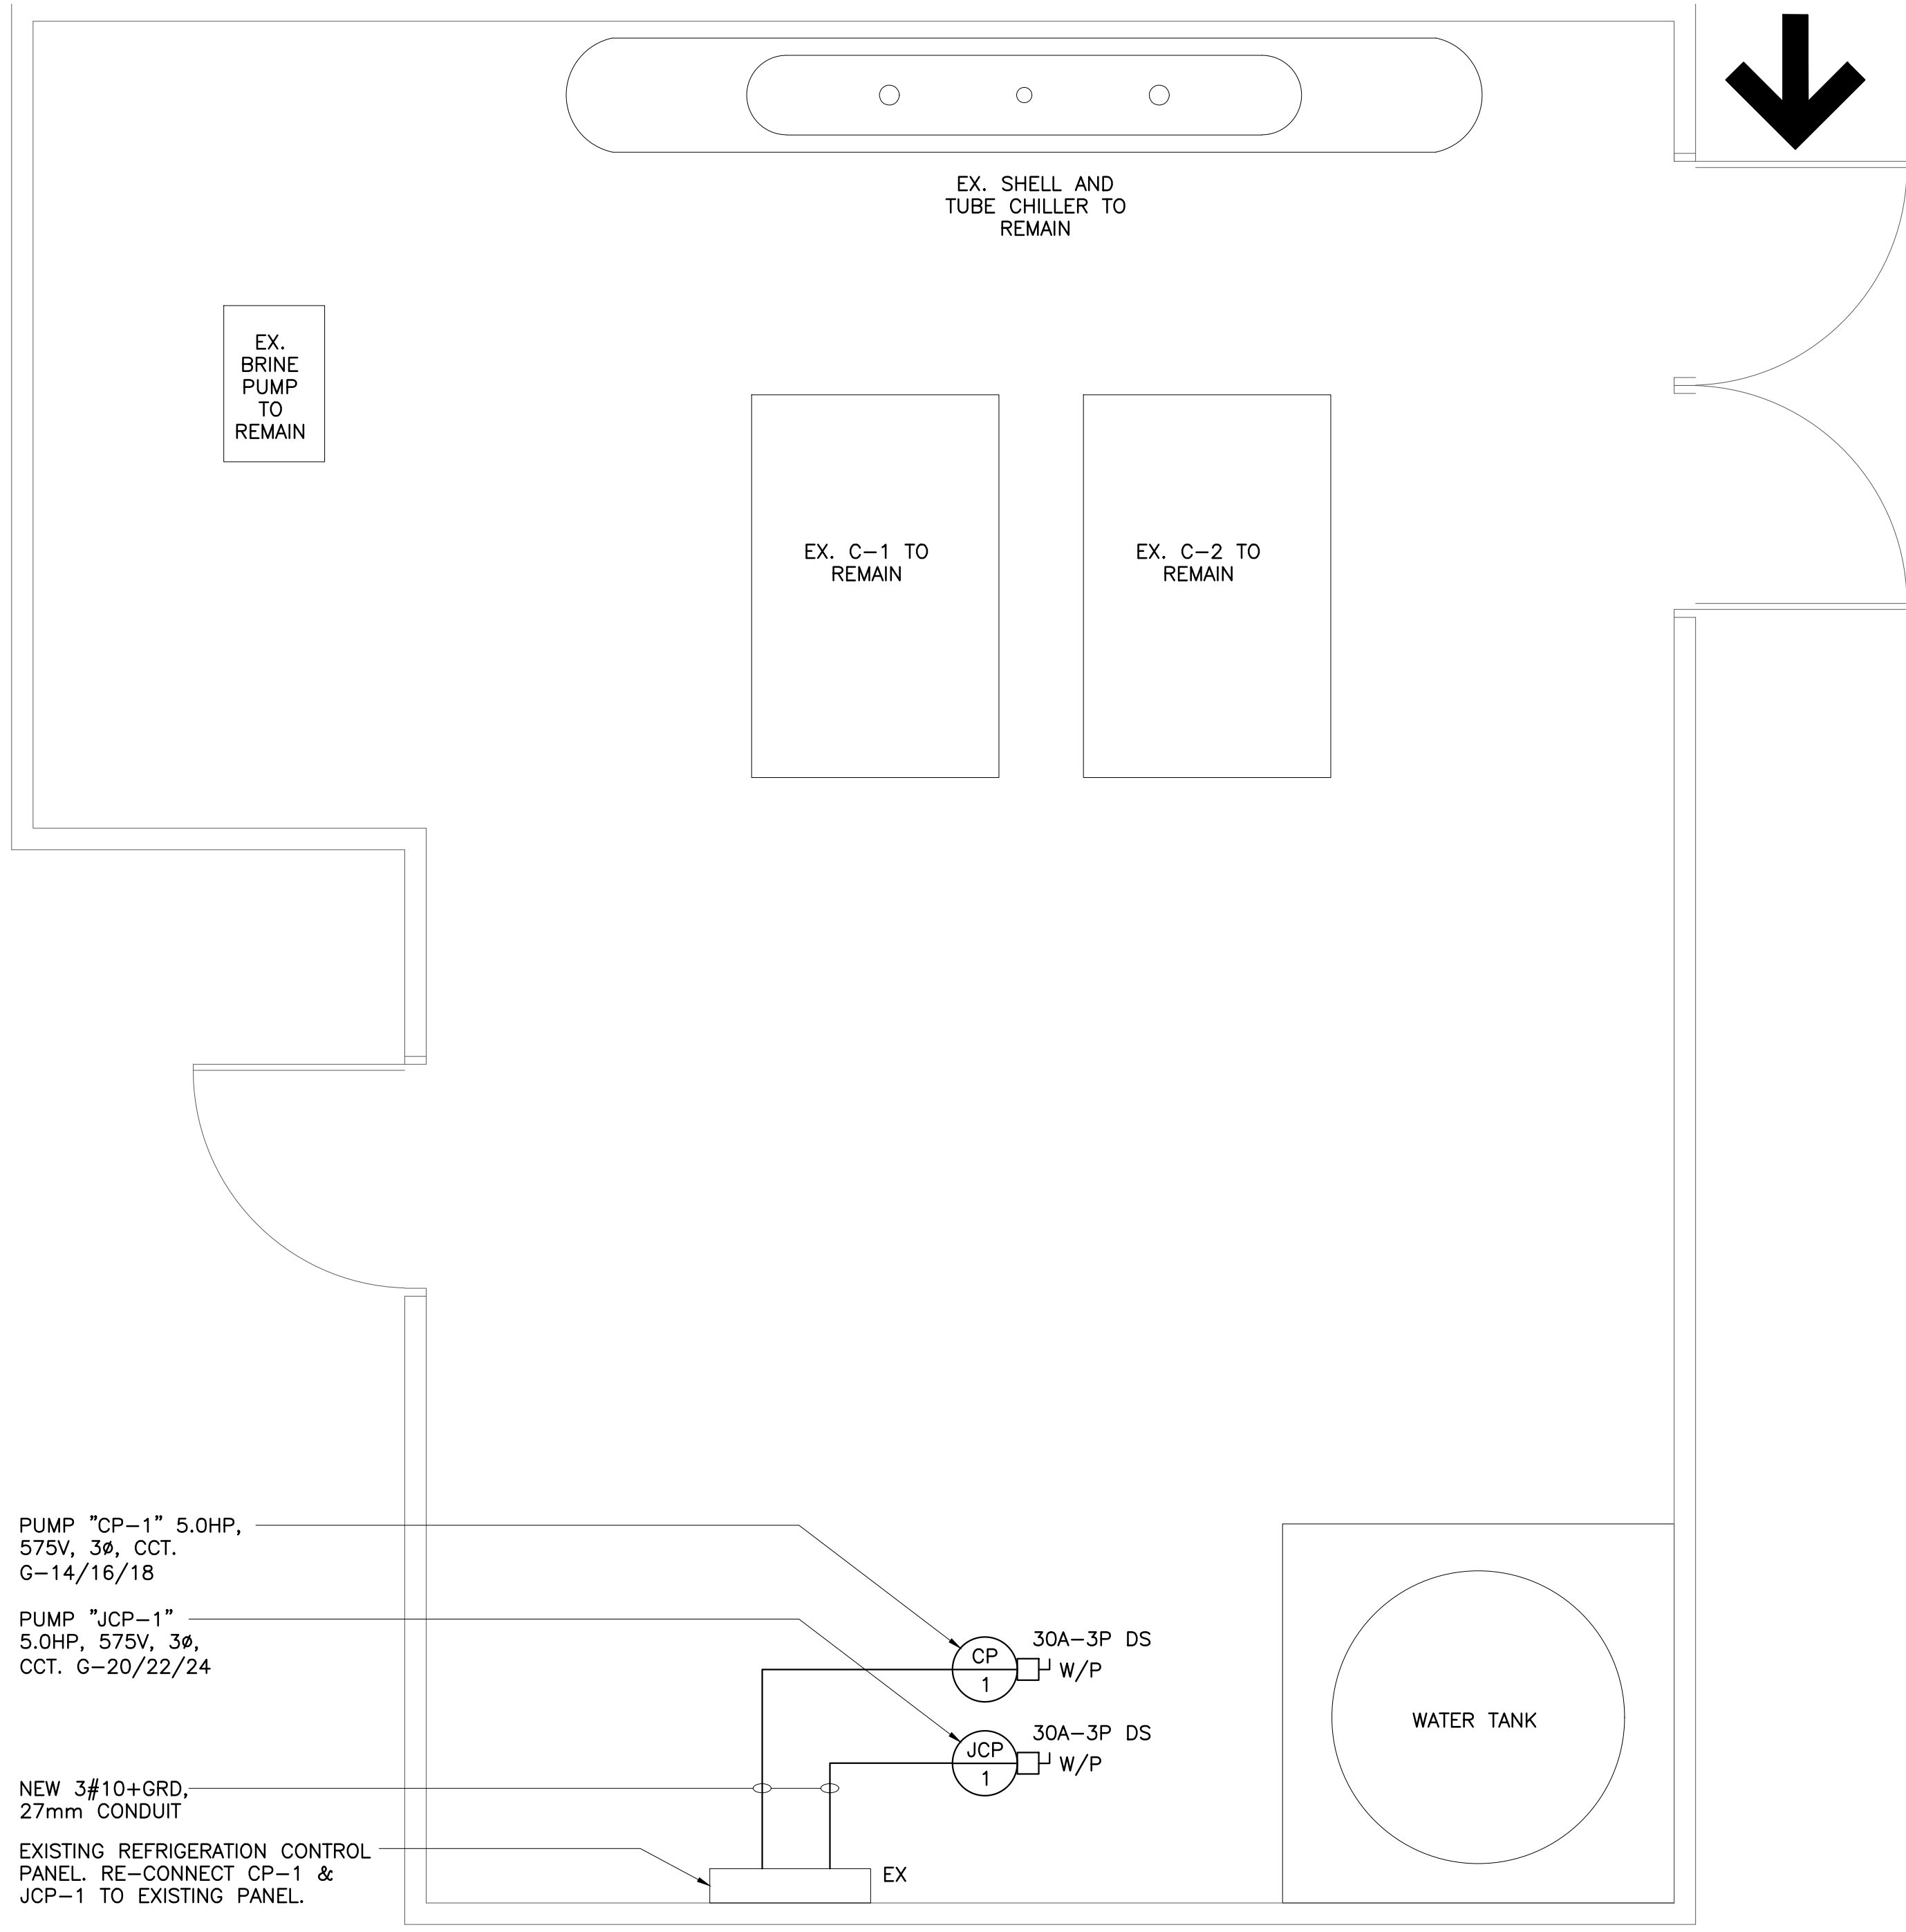 EX. SHELL AND
TUBE CHILLER TO
REMAIN
EX.
BRINE
PUMP
TO
REMAIN
EX. C-1 TO
REMAIN
EX. C-2 TO
REMAIN
PUMP "CP-1" 5.0HP,
575V, 3ø, CCT.
G-14/16/18
PUMP "JCP-1"
5.0HP, 575V, 3ø,
CCT. G-20/22/24
CP
1
30A-3P DS
W/P
JCP
1
30A-3P DS
W/P
WATER TANK
NEW 3#10+GRD,
27mm CONDUIT
EXISTING REFRIGERATION CONTROL
PANEL. RE-CONNECT CP-1 &
JCP-1 TO EXISTING PANEL.
EX